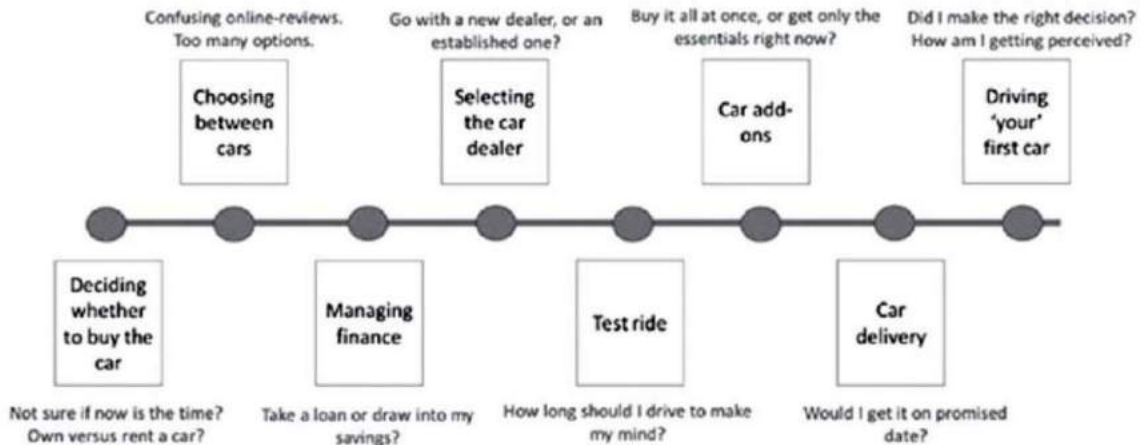 Confusing online-reviews.
Too many options.
Go with a new dealer, or an
established one?
Buy it all at once, or get only the
essentials right now?
Did I make the right decision?
How am I getting perceived?
Choosing
between
cars
Selecting
the car
dealer
Car add-
ons
Driving
‘your’
first car
Deciding
whether
to buy the
car
Managing
finance
Test ride
Car
delivery
Not sure if now is the time?
Own versus rent a car?
Take a loan or draw into my
savings?
How long should I drive to make
my mind?
Would I get it on promised
date?